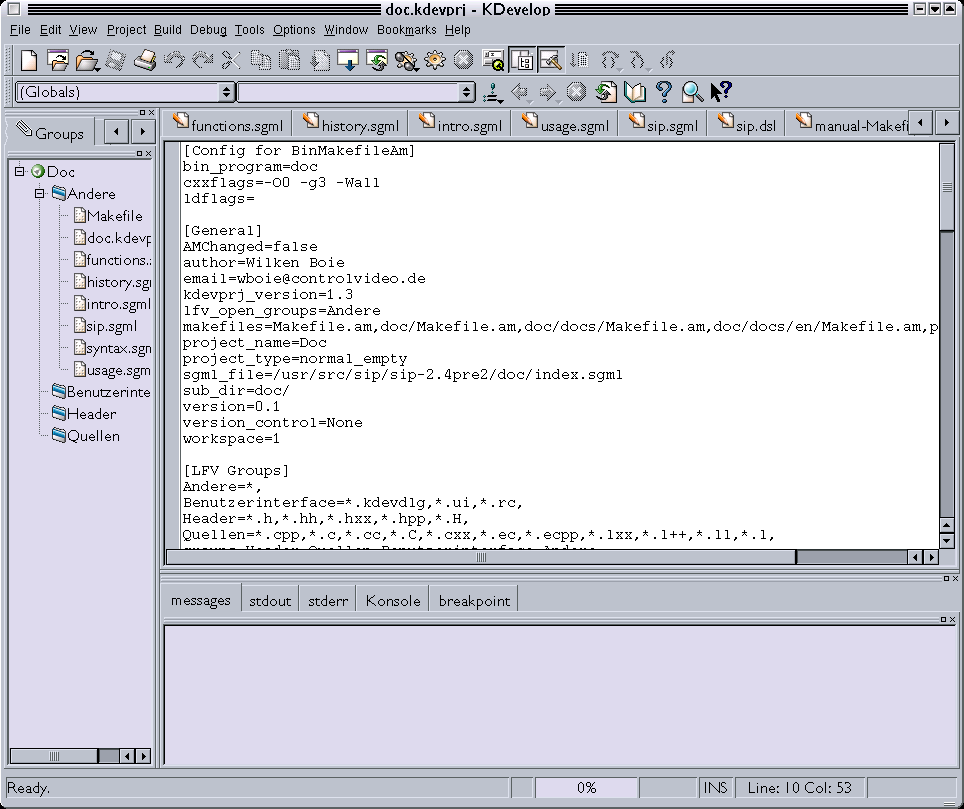 doc.kdevprj - KDevelop
File Edit View Project Build Debug Tools Options Window Bookmarks Help
(Globals)
Groups
functions.sgml history.sgml intro.sgml usage.sgml sip.sgml sip.dsl manual-Makefi
Doc
Andere
Makefile
doc.kdevp
functions.
history.sgi
intro.sgml
sip.sgml
syntax.sgn
usage.sgm
Benutzerinte
Header
Quellen
[Config for BinMakefileAm]
bin_program=doc
cxxflags=-O0 -g3 -Wall
ldflags=
[General]
AMChanged=false
author=Wilken Boie
email=wboie@controlvideo.de
kdevprj_version=1.3
lfv_open_groups=Andere
makefiles=Makefile.am,doc/Makefile.am,doc/docs/Makefile.am,doc/docs/en/Makefile.am,p
project_name=Doc
project_type=normal_empty
sgml_file=/usr/src/sip/sip-2.4pre2/doc/index.sgml
sub_dir=doc/
version=0.1
version_control=None
workspace=1
[LFV Groups]
Andere=*,
Benutzerinterface=*.kdevdlg,*.ui,*.rc,
Header=*.h,*.hh,*.hxx,*.hpp,*.H,
Quellen=*.cpp,*.c,*.cc,*.C,*.cxx,*.ec,*.ecpp,*.lxx,*.l++,*.ll,*.l,
groups=Header,Quellen,Benutzerinterface,Andere,
messages stdout stderr Konsole breakpoint
Ready. 0% INS Line: 10 Col: 53